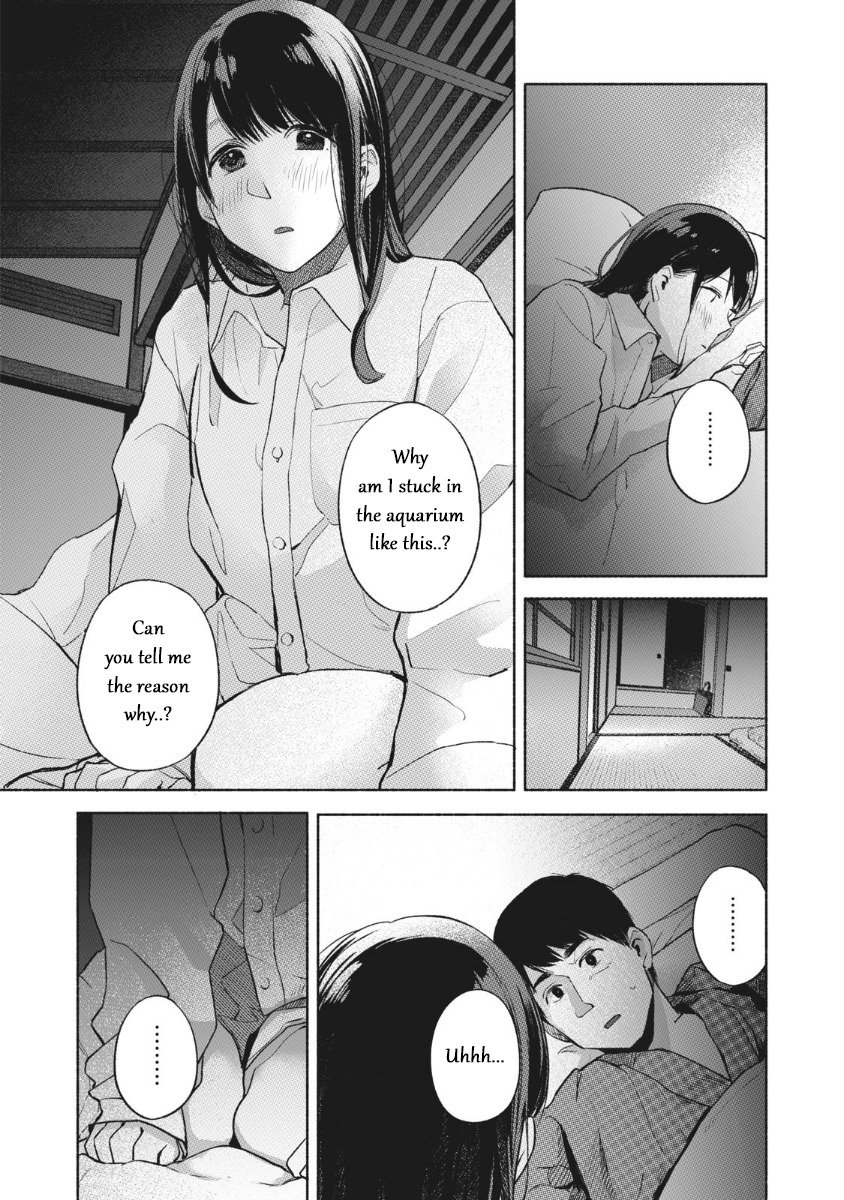 ………
Why
am I stuck in
the aquarium
like this..?
Can
you tell me
the reason
why..?
………
Uhhh...
………